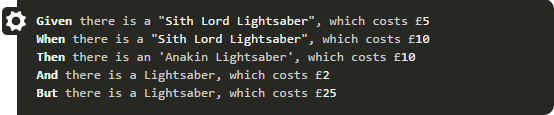 Given there is a "Sith Lord Lightsaber", which costs £5
When there is a "Sith Lord Lightsaber", which costs £10
Then there is an 'Anakin Lightsaber', which costs £10
And there is a Lightsaber, which costs £2
But there is a Lightsaber, which costs £25